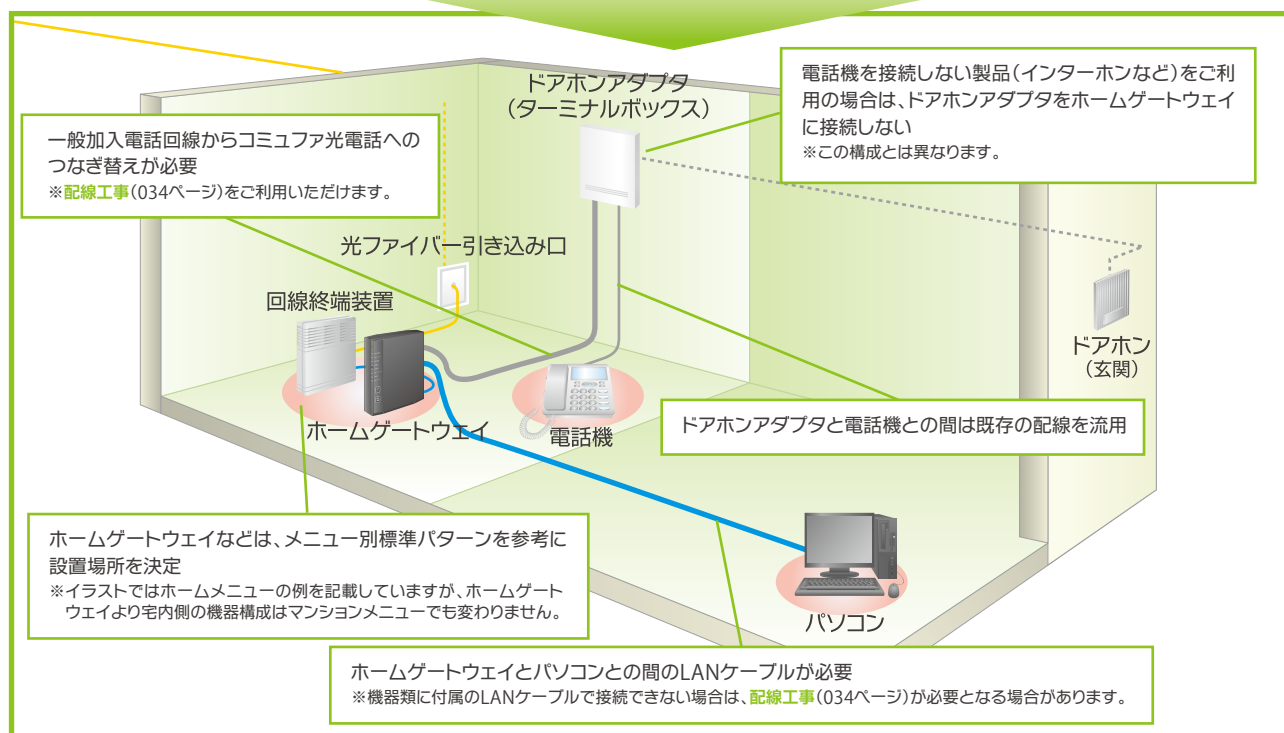 ドアホンアダプタ
（ターミナルボックス）
電話機を接続しない製品（インターホンなど）をご利
用の場合は、ドアホンアダプタをホームゲートウェイ
に接続しない
※この構成とは異なります。
一般加入電話回線からコミュファ光電話への
つなぎ替えが必要
※配線工事（034ページ）をご利用いただけます。
光ファイバー引き込み口
回線終端装置
ドアホン
（玄関）
ホームゲートウェイ
電話機
ドアホンアダプタと電話機との間は既存の配線を流用
ホームゲートウェイなどは、メニュー別標準パターンを参考に
設置場所を決定
※イラストではホームメニューの例を記載していますが、ホームゲート
ウェイより宅内側の機器構成はマンションメニューでも変わりません。
パソコン
ホームゲートウェイとパソコンとの間のLANケーブルが必要
※機器類に付属のLANケーブルで接続できない場合は、配線工事（034ページ）が必要となる場合があります。